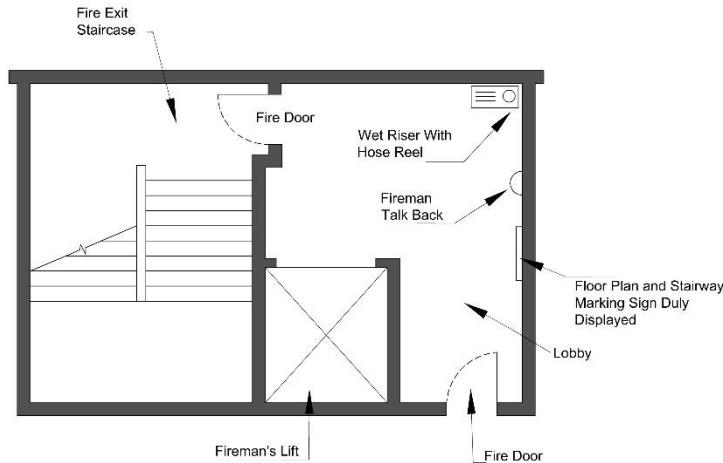 Fire Exit
Staircase
Fire Door
Wet Riser With
Hose Reel
Fireman
Talk Back
Floor Plan and Stairway
Marking Sign Duly
Displayed
Lobby
Fireman's Lift
Fire Door